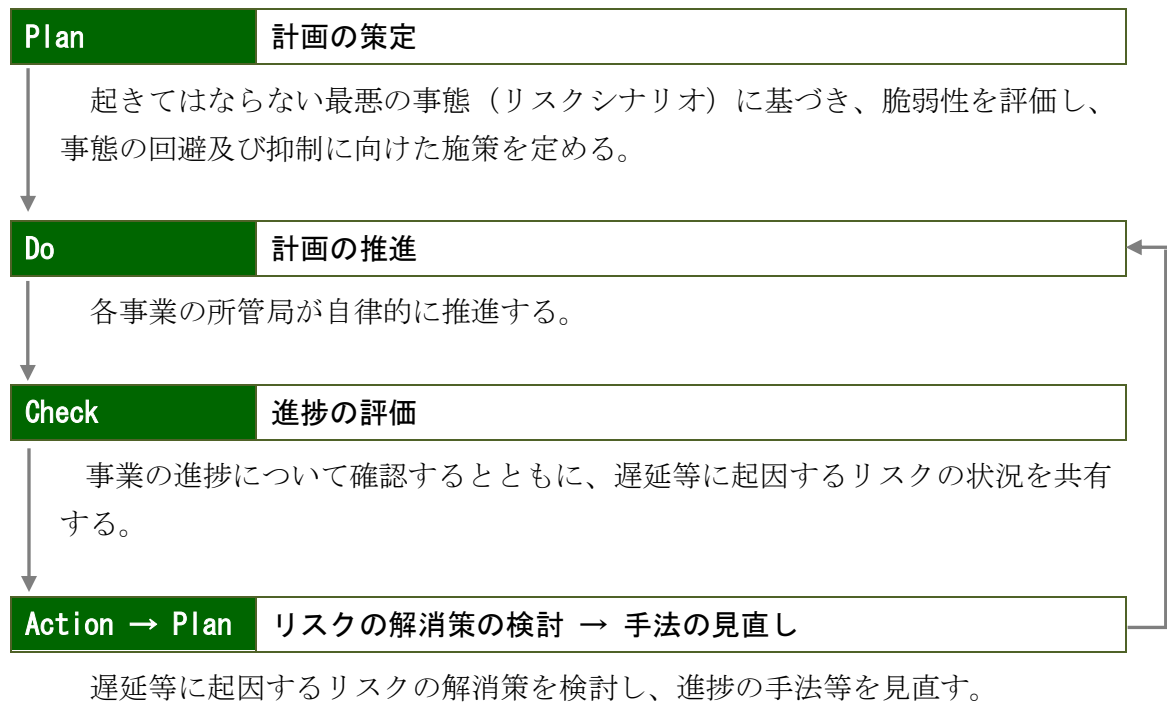 Plan 計画の策定
起きてはならない最悪の事態（リスクシナリオ）に基づき、脆弱性を評価し、
事態の回避及び抑制に向けた施策を定める。
Do 計画の推進
各事業の所管局が自律的に推進する。
Check 進捗の評価
事業の進捗について確認するとともに、遅延等に起因するリスクの状況を共有
する。
Action → Plan リスクの解消策の検討 → 手法の見直し
遅延等に起因するリスクの解消策を検討し、進捗の手法等を見直す。